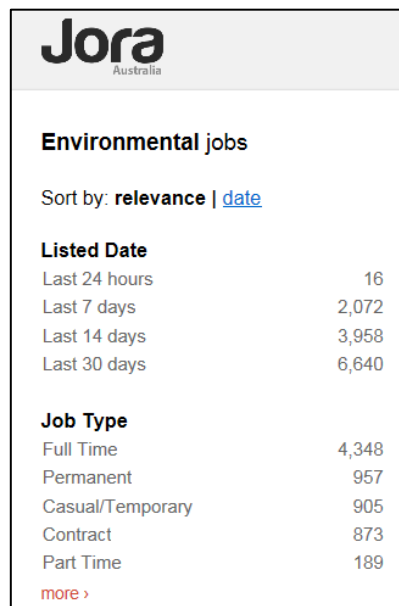 Jora
Australia
Environmental jobs
Sort by: relevance | date
Listed Date
Last 24 hours 16
Last 7 days 2,072
Last 14 days 3,958
Last 30 days 6,640
Job Type
Full Time 4,348
Permanent 957
Casual/Temporary 905
Contract 873
Part Time 189
more ›